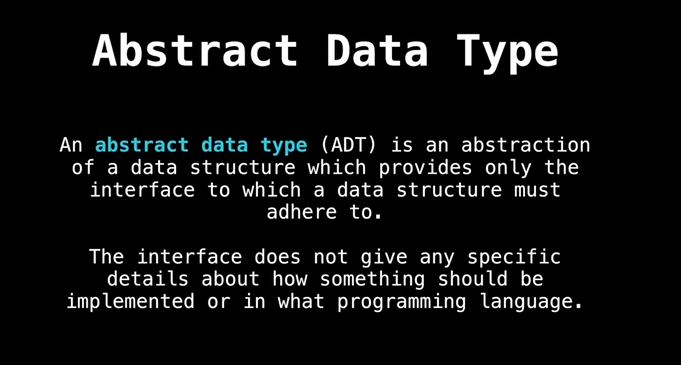 Abstract Data Type
An abstract data type (ADT) is an abstraction
of a data structure which provides only the
interface to which a data structure must
adhere to.
The interface does not give any specific
details about how something should be
implemented or in what programming language.